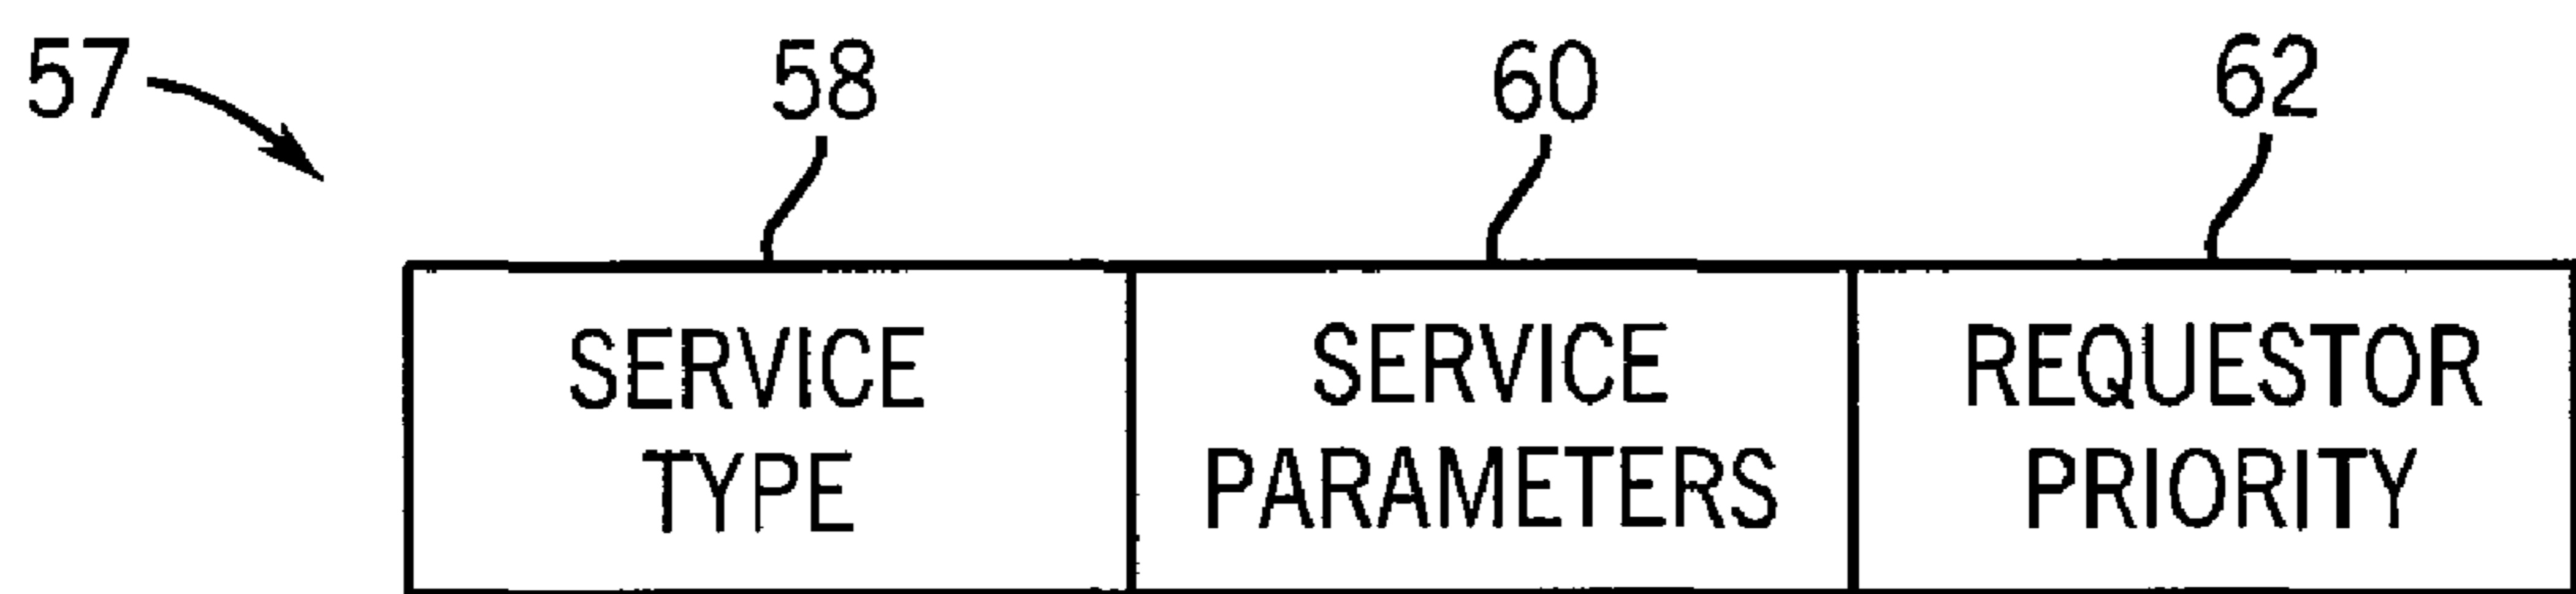 57 58 60 62
SERVICE SERVICE REQUESTOR
TYPE PARAMETERS PRIORITY